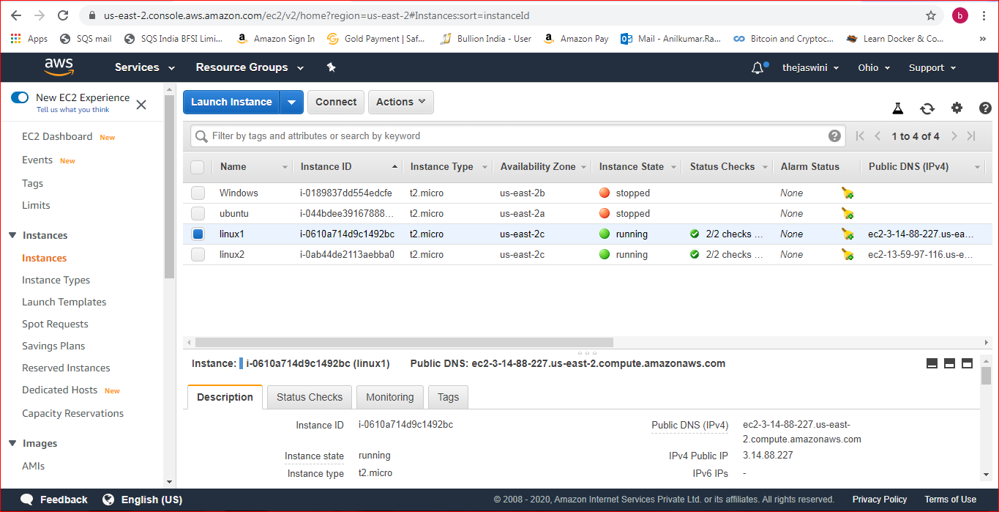 us-east-2.console.aws.amazon.com/ec2/v2/home?region=us-east-2#Instances:sort=instanceId
b
Apps SQS mail SQS India BFSI Limi... Amazon Sign In Gold Payment | Saf... Bullion India - User Amazon Pay Mail - Anilkumar.Ra... Bitcoin and Cryptoc... Learn Docker & Co... »
aws Services Resource Groups thejaswini Ohio Support
New EC2 Experience
Tell us what you think
EC2 Dashboard New
Events New
Tags
Limits
Instances
Instances
Instance Types
Launch Templates
Spot Requests
Savings Plans
Reserved Instances
Dedicated Hosts New
Capacity Reservations
Images
AMIs
Launch Instance Connect Actions
Filter by tags and attributes or search by keyword
1 to 4 of 4
Name Instance ID Instance Type Availability Zone Instance State Status Checks Alarm Status Public DNS (IPv4)
Windows i-0189837dd554edcfe t2.micro us-east-2b stopped None
ubuntu i-044bdee39167888... t2.micro us-east-2a stopped None
linux1 i-0610a714d9c1492bc t2.micro us-east-2c running 2/2 checks ... None ec2-3-14-88-227.us-ea...
linux2 i-0ab44de2113aebba0 t2.micro us-east-2c running 2/2 checks ... None ec2-13-59-97-116.us-e...
Instance: i-0610a714d9c1492bc (linux1) Public DNS: ec2-3-14-88-227.us-east-2.compute.amazonaws.com
Description Status Checks Monitoring Tags
Instance ID i-0610a714d9c1492bc
Instance state running
Instance type t2.micro
Public DNS (IPv4) ec2-3-14-88-227.us-east-
2.compute.amazonaws.com
IPv4 Public IP 3.14.88.227
IPv6 IPs -
Feedback English (US) © 2008 - 2020, Amazon Internet Services Private Ltd. or its affiliates. All rights reserved. Privacy Policy Terms of Use